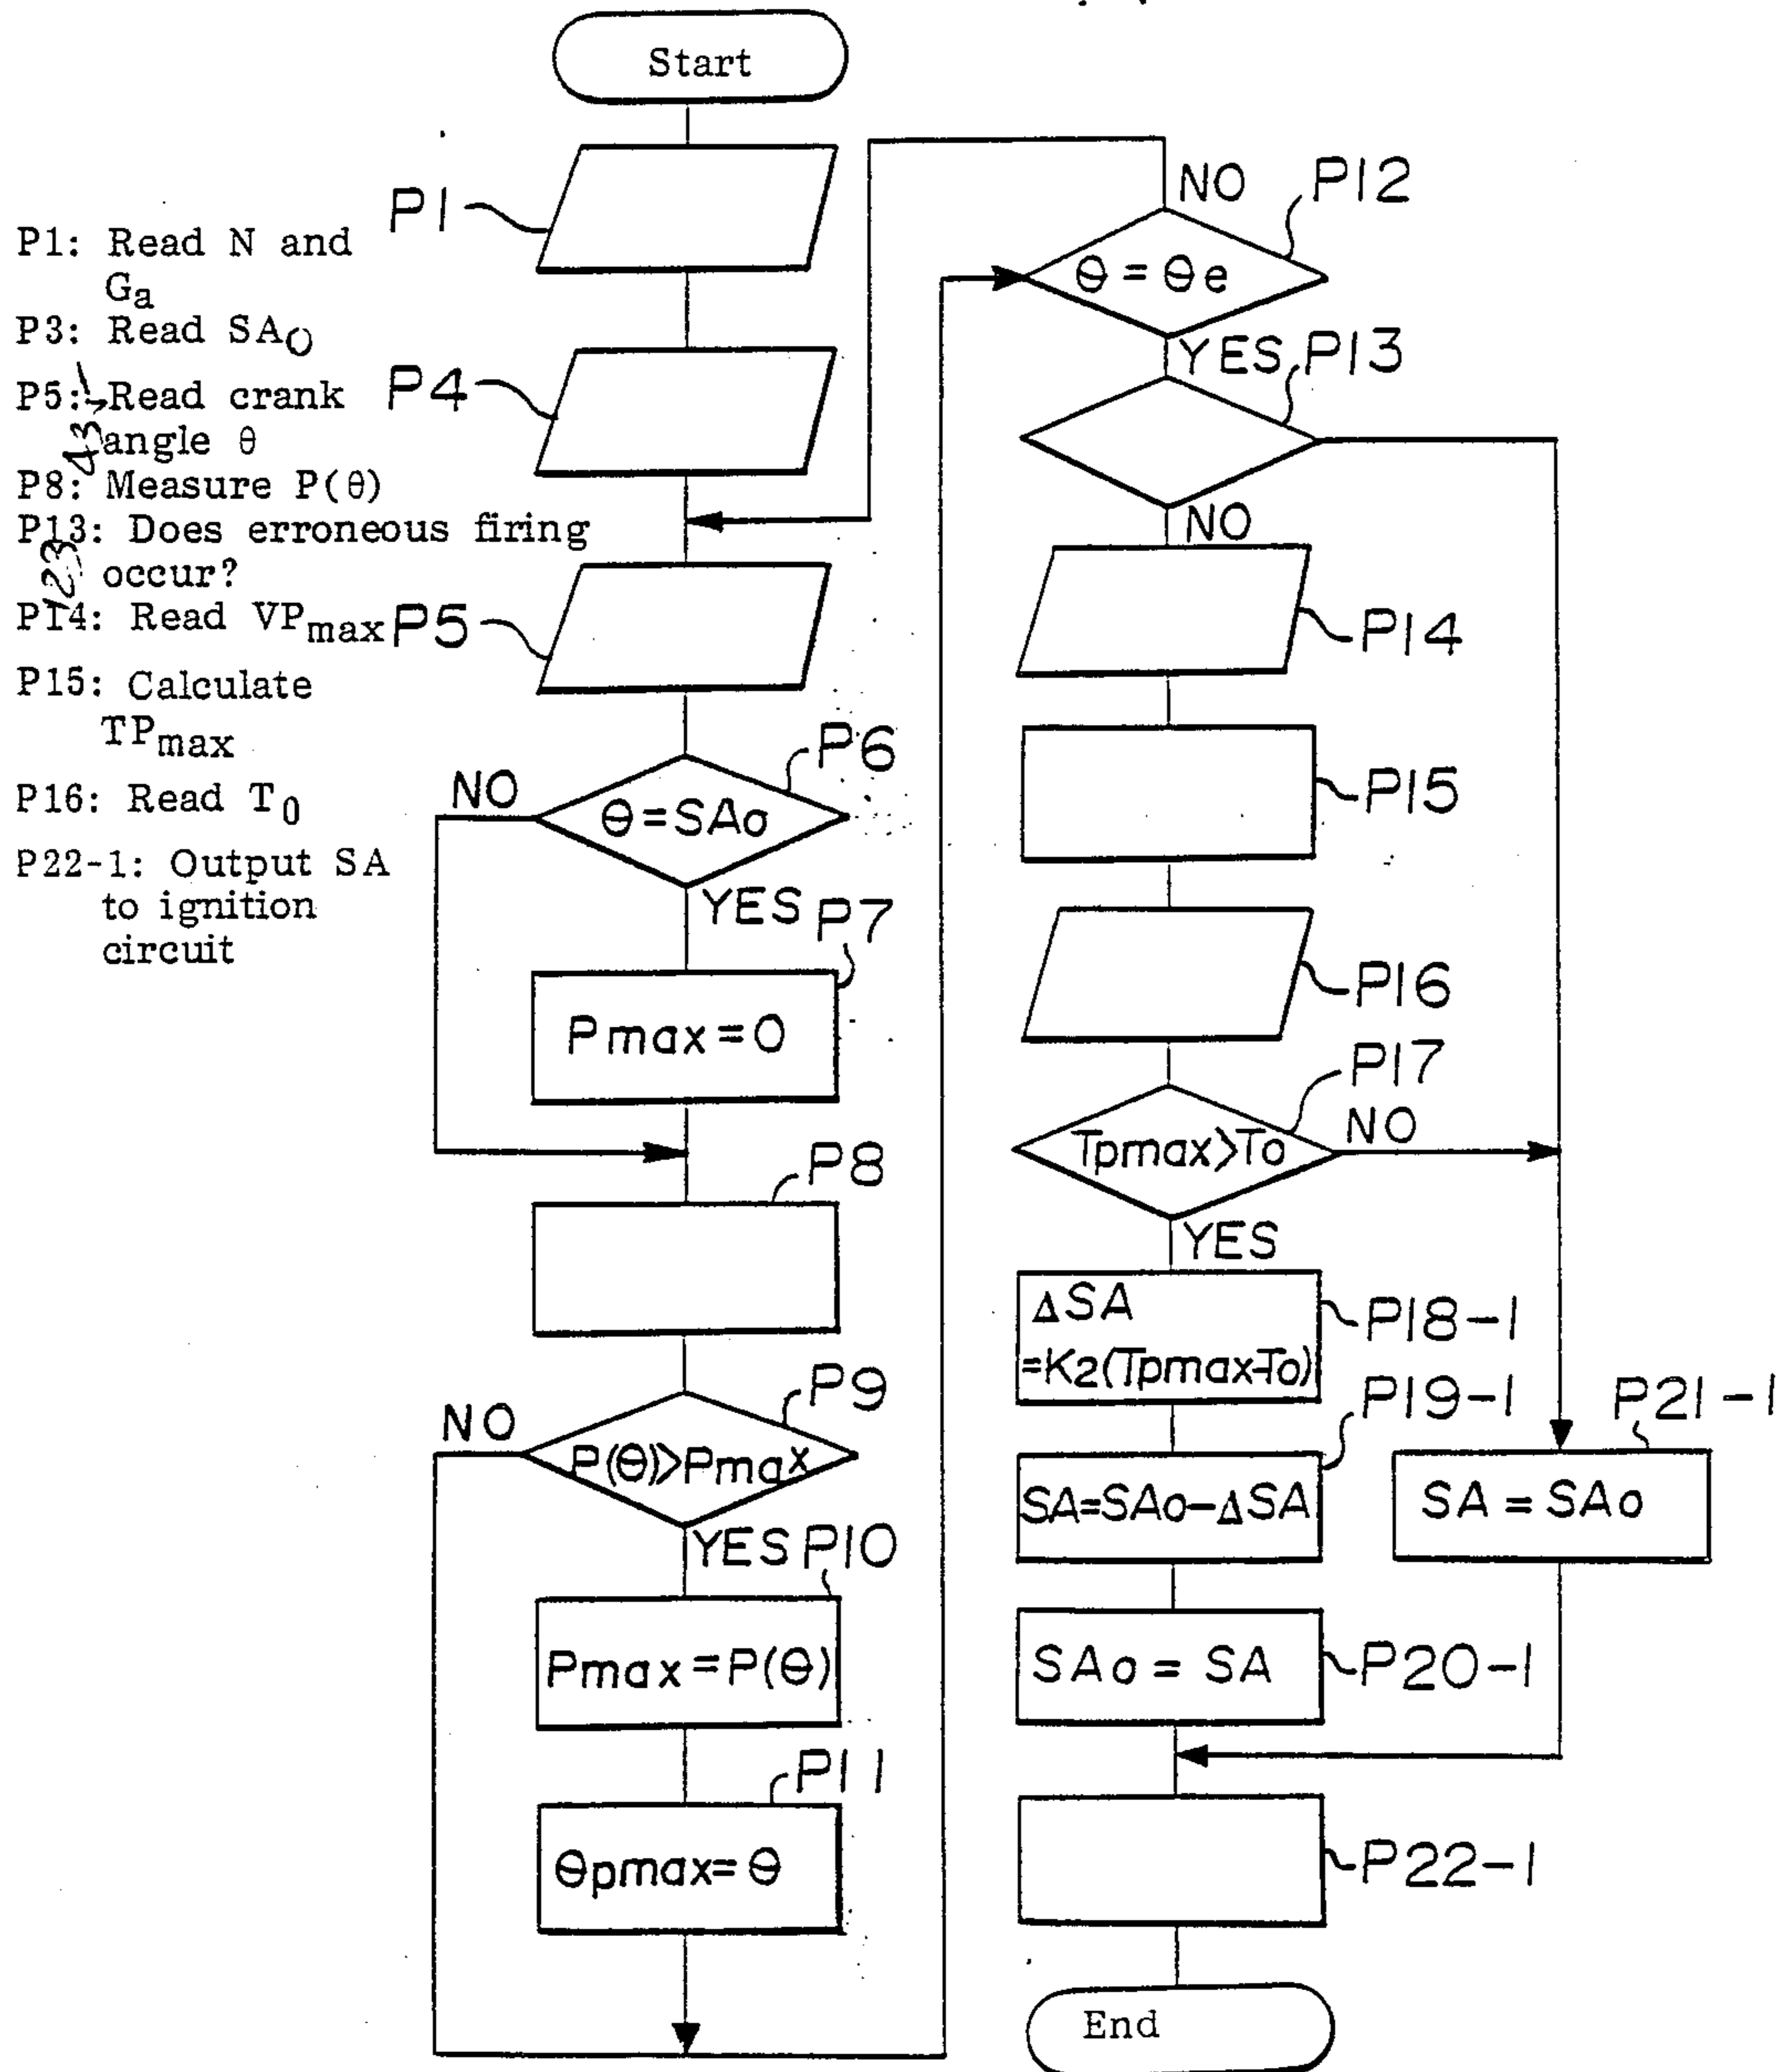 Start
P1
P1: Read N and
Ga
P3: Read SAO
P5: Read crank
angle θ
P8: Measure P(θ)
P13: Does erroneous firing
occur?
P14: Read VPmax
P15: Calculate
TPmax
P16: Read T0
P22-1: Output SA
to ignition
circuit
43
123
P4
P5
P6
NO
θ = SAo
YES
P7
Pmax = 0
P8
P9
NO
P(θ)>Pmax
YES
P10
Pmax = P(θ)
P11
θpmax = θ
NO
P12
θ = θe
YES
P13
NO
P14
P15
P16
P17
Tpmax>To
NO
YES
ΔSA
=K2(Tpmax-To)
P18-1
P19-1
SA=SAo-ΔSA
P21-1
SA = SAo
SAo = SA
P20-1
P22-1
End